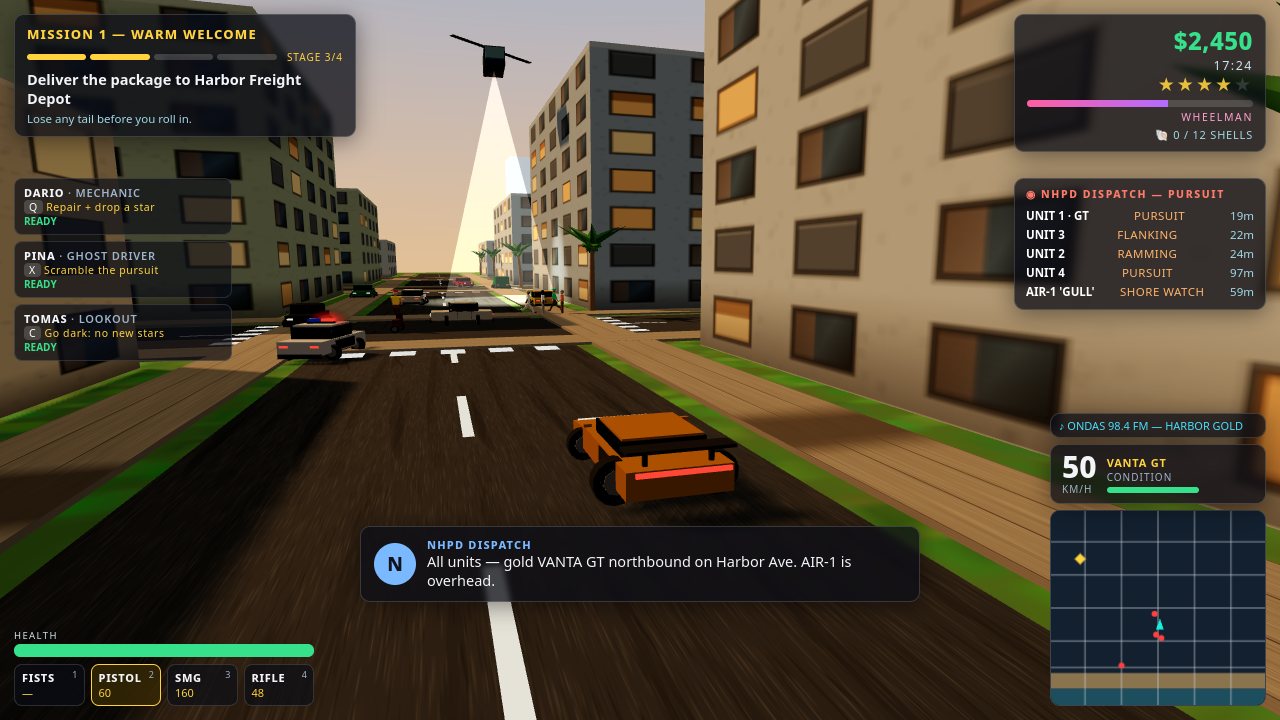 MISSION 1 — WARM WELCOME
STAGE 3/4
Deliver the package to Harbor Freight
Depot
Lose any tail before you roll in.
DARIO · MECHANIC
Q Repair + drop a star
READY
PINA · GHOST DRIVER
X Scramble the pursuit
READY
TOMAS · LOOKOUT
C Go dark: no new stars
READY
$2,450
17:24
★★★★★
WHEELMAN
🐚 0 / 12 SHELLS
◉ NHPD DISPATCH — PURSUIT
UNIT 1 · GT PURSUIT 19m
UNIT 3 FLANKING 22m
UNIT 2 RAMMING 24m
UNIT 4 PURSUIT 97m
AIR-1 'GULL' SHORE WATCH 59m
♪ ONDAS 98.4 FM — HARBOR GOLD
50 KM/H
VANTA GT
CONDITION
N
NHPD DISPATCH
All units — gold VANTA GT northbound on Harbor Ave. AIR-1 is
overhead.
HEALTH
FISTS 1
—
PISTOL 2
60
SMG 3
160
RIFLE 4
48